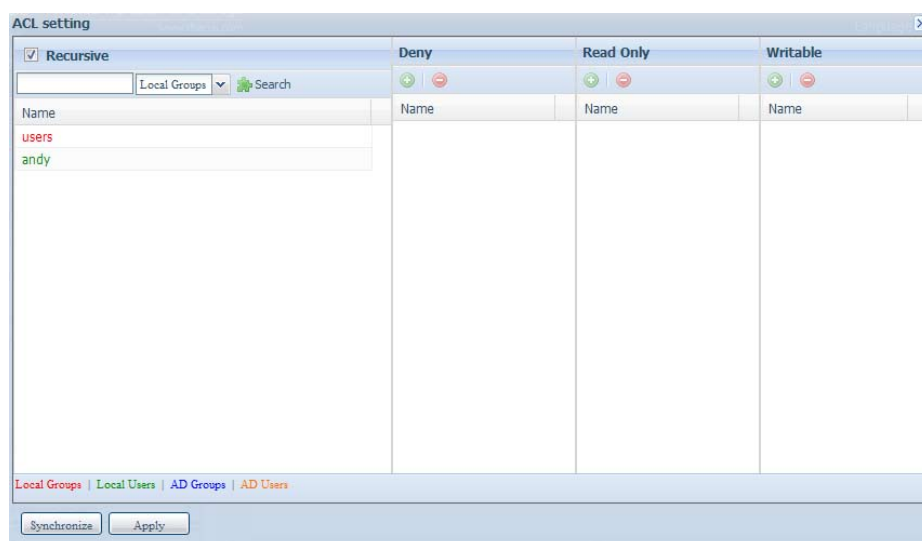 ACL setting
Recursive
Deny
Read Only
Writable
Local Groups
Search
Name
Name
Name
Name
users
andy
Local Groups | Local Users | AD Groups | AD Users
Synchronize
Apply